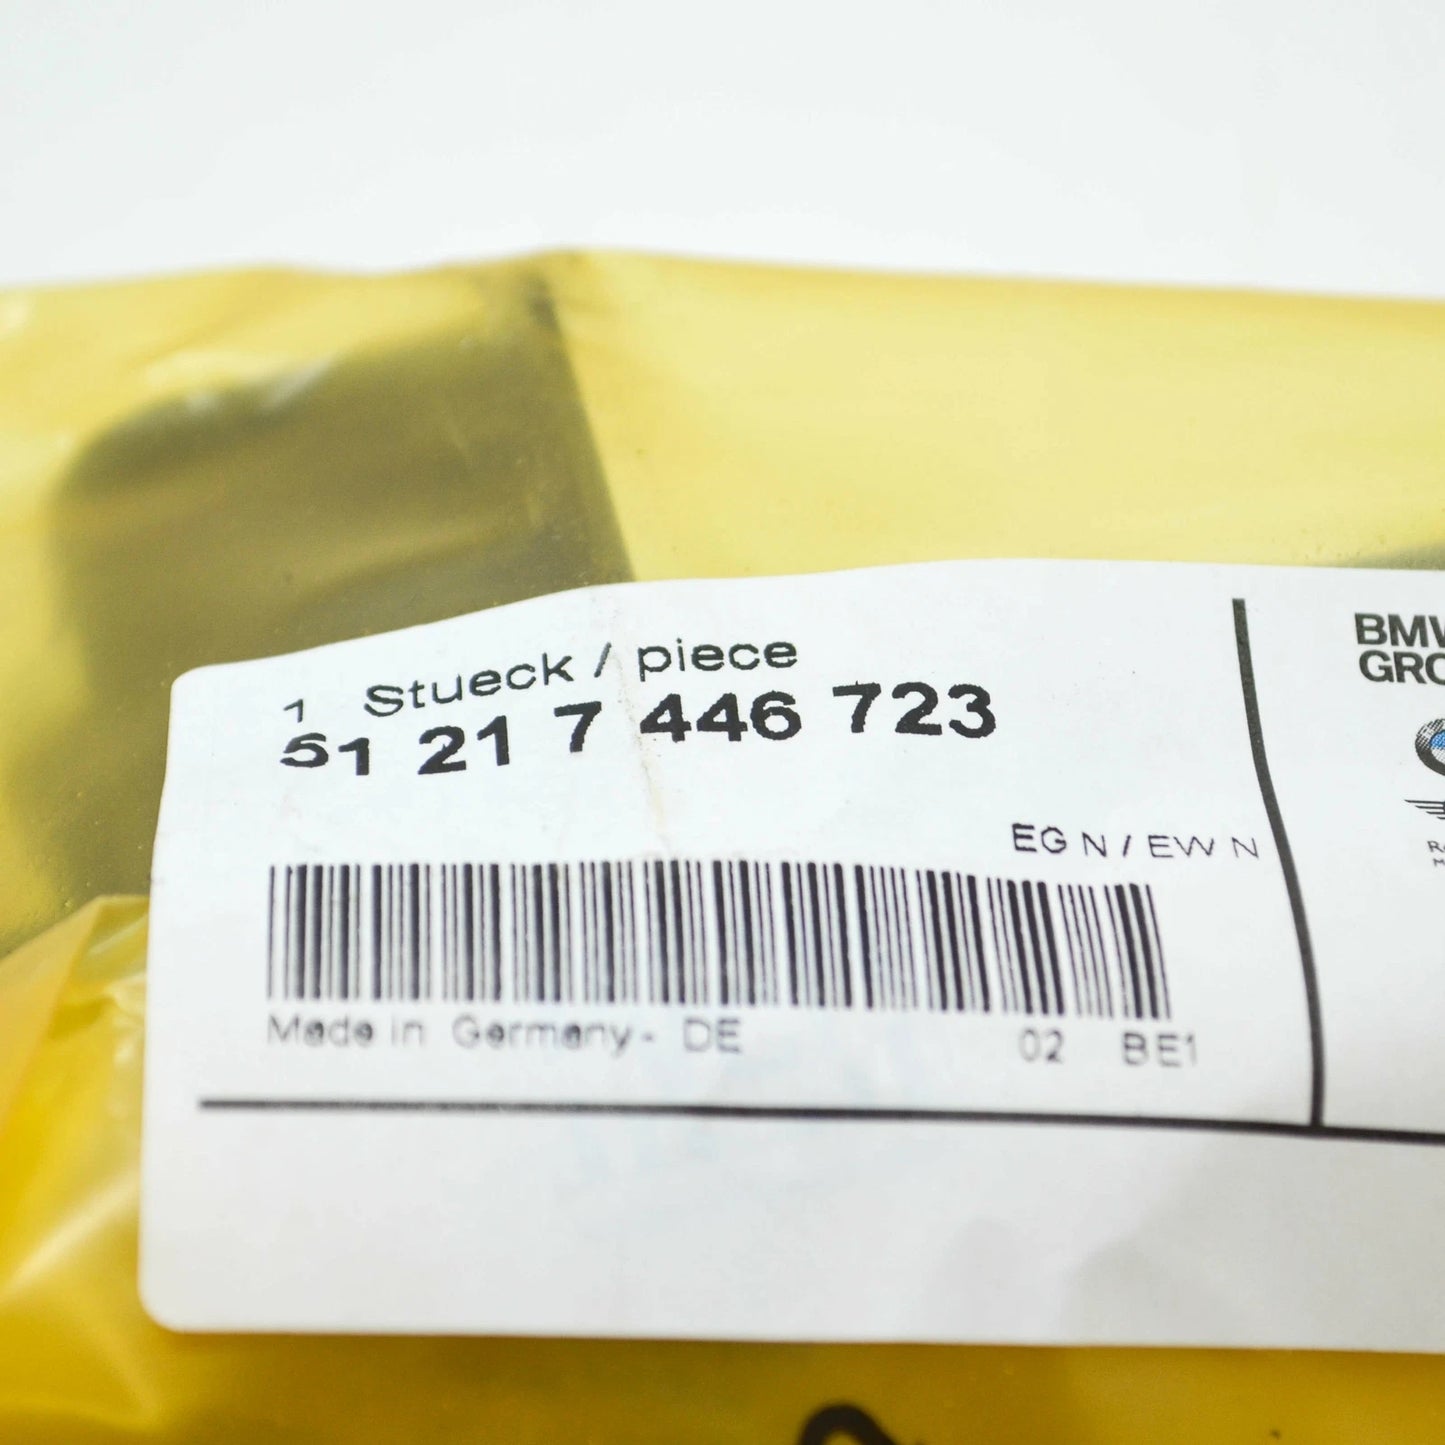 1 Stueck / piece
51 21 7 446 723
EG N / EW N
Made in Germany - DE 02 BE1
BMW
GRO